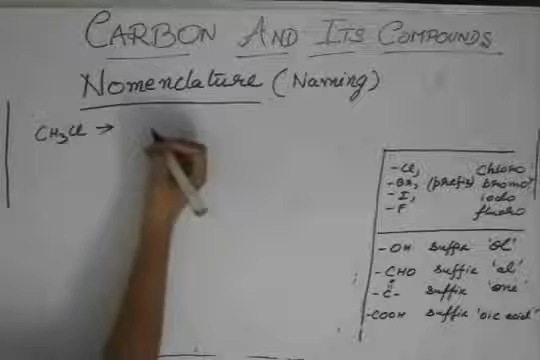 CARBON AND ITS COMPOUNDS
Nomenclature (Naming)
CH₃Cl →
-Cl, Chloro
-Br, (prefix) bromo
-I, iodo
-F fluoro
-OH suffix 'ol'
-CHO suffix 'al'
O
-C- suffix 'one'
-COOH suffix 'oic acid'